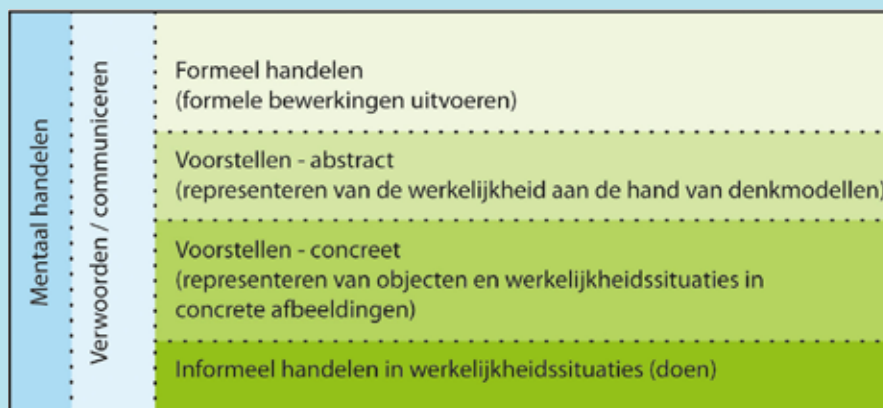 Mentaal handelen
Verwoorden / communiceren
Formeel handelen
(formele bewerkingen uitvoeren)
Voorstellen - abstract
(representeren van de werkelijkheid aan de hand van denkmodellen)
Voorstellen - concreet
(representeren van objecten en werkelijkheidssituaties in
concrete afbeeldingen)
Informeel handelen in werkelijkheidssituaties (doen)